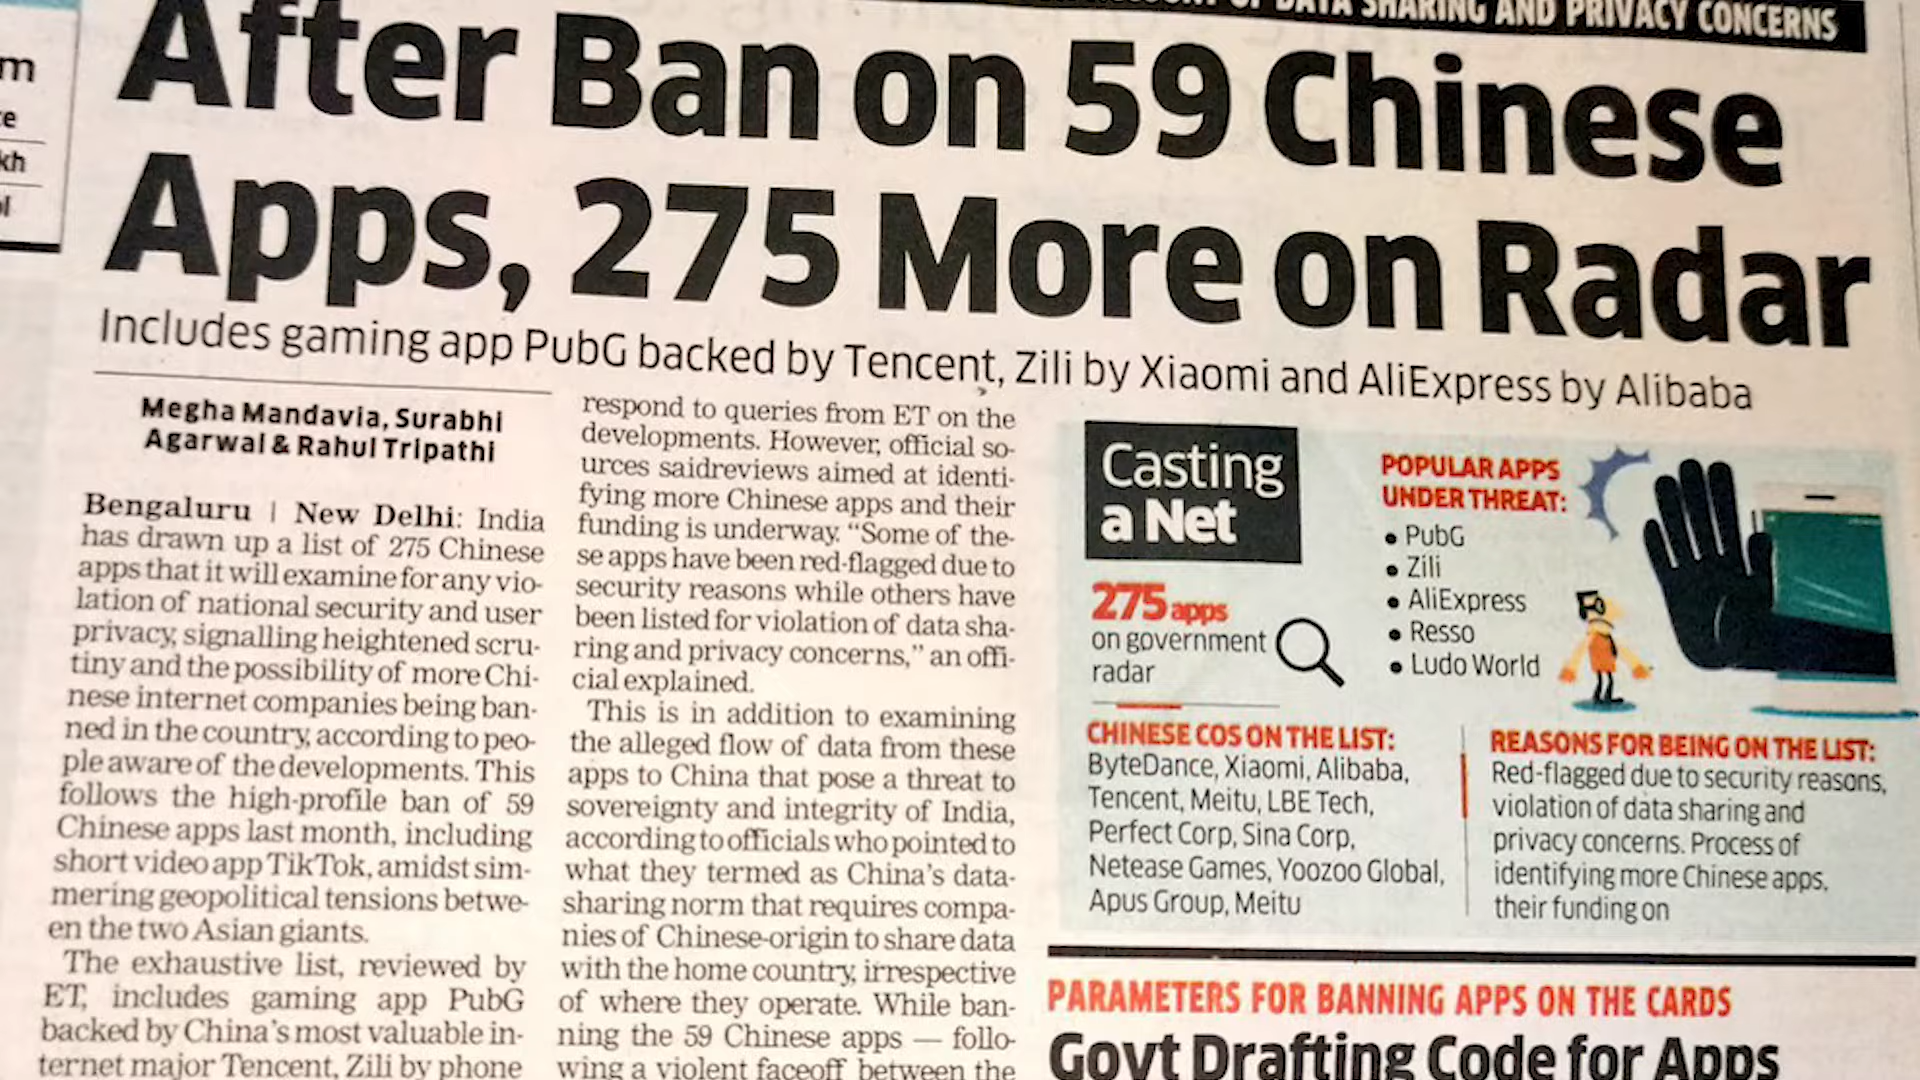 m
e
kh
DATA SHARING AND PRIVACY CONCERNS
After Ban on 59 Chinese
Apps, 275 More on Radar
Includes gaming app PubG backed by Tencent, Zili by Xiaomi and AliExpress by Alibaba
Megha Mandavia, Surabhi
Agarwal & Rahul Tripathi
Bengaluru | New Delhi: India
has drawn up a list of 275 Chinese
apps that it will examine for any vio-
lation of national security and user
privacy, signalling heightened scru-
tiny and the possibility of more Chi-
nese internet companies being ban-
ned in the country, according to peo-
ple aware of the developments. This
follows the high-profile ban of 59
Chinese apps last month, including
short video app TikTok, amidst sim-
mering geopolitical tensions betwe-
en the two Asian giants.
The exhaustive list, reviewed by
ET, includes gaming app PubG
backed by China's most valuable in-
ternet major Tencent, Zili by phone
respond to queries from ET on the
developments. However, official so-
urces saidreviews aimed at identi-
fying more Chinese apps and their
funding is underway. “Some of the-
se apps have been red-flagged due to
security reasons while others have
been listed for violation of data sha-
ring and privacy concerns,” an offi-
cial explained.
This is in addition to examining
the alleged flow of data from these
apps to China that pose a threat to
sovereignty and integrity of India,
according to officials who pointed to
what they termed as China's data-
sharing norm that requires compa-
nies of Chinese-origin to share data
with the home country, irrespective
of where they operate. While ban-
ning the 59 Chinese apps — follo-
wing a violent faceoff between the
Casting
a Net
275 apps
on government
radar
POPULAR APPS
UNDER THREAT:
• PubG
• Zili
• AliExpress
• Resso
• Ludo World
CHINESE COS ON THE LIST:
ByteDance, Xiaomi, Alibaba,
Tencent, Meitu, LBE Tech,
Perfect Corp, Sina Corp,
Netease Games, Yoozoo Global,
Apus Group, Meitu
REASONS FOR BEING ON THE LIST:
Red-flagged due to security reasons,
violation of data sharing and
privacy concerns. Process of
identifying more Chinese apps,
their funding on
PARAMETERS FOR BANNING APPS ON THE CARDS
Govt Drafting Code for Apps